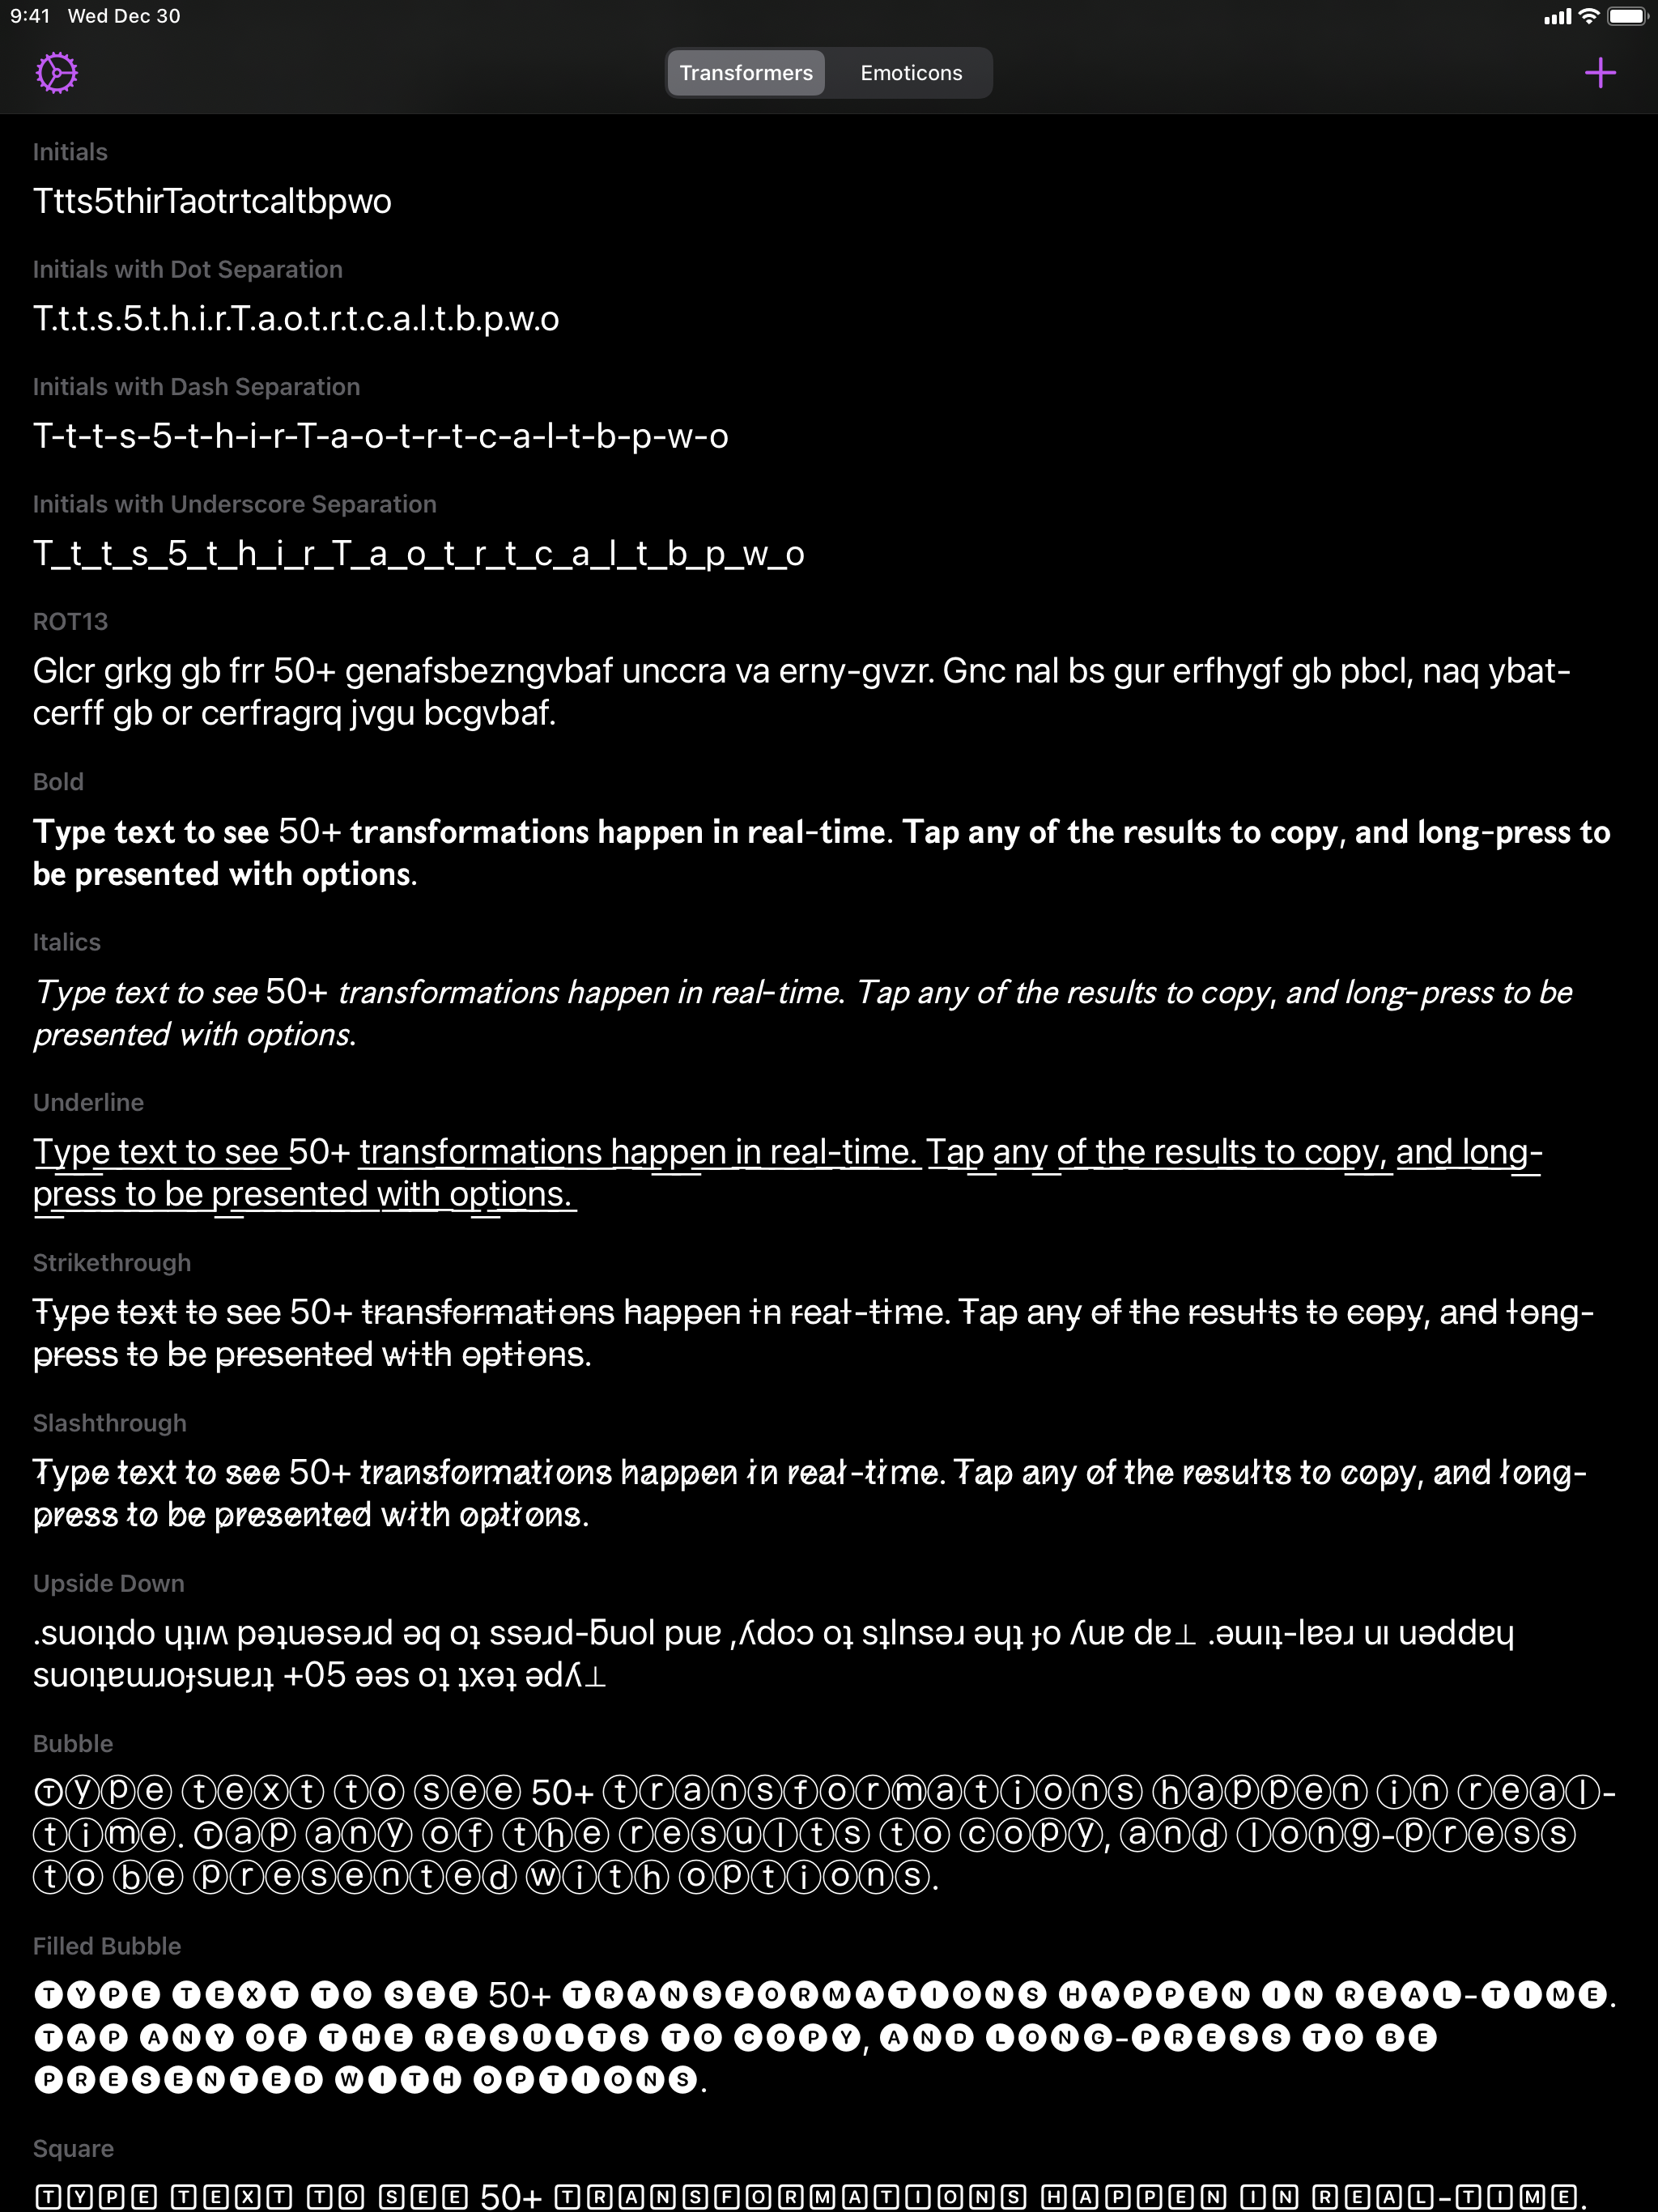 9:41 Wed Dec 30
Transformers Emoticons
Initials
Ttts5thirTaotrtcaltbpwo
Initials with Dot Separation
T.t.t.s.5.t.h.i.r.T.a.o.t.r.t.c.a.l.t.b.p.w.o
Initials with Dash Separation
T-t-t-s-5-t-h-i-r-T-a-o-t-r-t-c-a-l-t-b-p-w-o
Initials with Underscore Separation
T_t_t_s_5_t_h_i_r_T_a_o_t_r_t_c_a_l_t_b_p_w_o
ROT13
Glcr grkg gb frr 50+ genafsbezngvbaf unccra va erny-gvzr. Gnc nal bs gur erfhygf gb pbcl, naq ybat-
cerff gb or cerfragrq jvgu bcgvbaf.
Bold
Type text to see 50+ transformations happen in real-time. Tap any of the results to copy, and long-press to
be presented with options.
Italics
Type text to see 50+ transformations happen in real-time. Tap any of the results to copy, and long-press to be
presented with options.
Underline
Type text to see 50+ transformations happen in real-time. Tap any of the results to copy, and long-
press to be presented with options.
Strikethrough
Type text to see 50+ transformations happen in real-time. Tap any of the results to copy, and long-
press to be presented with options.
Slashthrough
Type text to see 50+ transformations happen in real-time. Tap any of the results to copy, and long-
press to be presented with options.
Upside Down
.suoıʇdo ɥʇıʍ pǝʇuǝsǝɹd ǝq oʇ ssǝɹd-ƃuol puɐ ,ʎdoɔ oʇ sʇlnsǝɹ ǝɥʇ ɟo ʎuɐ dɐ⊥ .ǝɯıʇ-lɐǝɹ uı uǝddɐɥ
suoıʇɐɯɹoɟsuɐɹʇ +05 ǝǝs oʇ ʇxǝʇ ǝdʎ⊥
Bubble
Ⓣⓨⓟⓔ ⓣⓔⓧⓣ ⓣⓞ ⓢⓔⓔ 50+ ⓣⓡⓐⓝⓢⓕⓞⓡⓜⓐⓣⓘⓞⓝⓢ ⓗⓐⓟⓟⓔⓝ ⓘⓝ ⓡⓔⓐⓛ-
ⓣⓘⓜⓔ. Ⓣⓐⓟ ⓐⓝⓨ ⓞⓕ ⓣⓗⓔ ⓡⓔⓢⓤⓛⓣⓢ ⓣⓞ ⓒⓞⓟⓨ, ⓐⓝⓓ ⓛⓞⓝⓖ-ⓟⓡⓔⓢⓢ
ⓣⓞ ⓑⓔ ⓟⓡⓔⓢⓔⓝⓣⓔⓓ ⓦⓘⓣⓗ ⓞⓟⓣⓘⓞⓝⓢ.
Filled Bubble
🅣🅨🅟🅔 🅣🅔🅧🅣 🅣🅞 🅢🅔🅔 50+ 🅣🅡🅐🅝🅢🅕🅞🅡🅜🅐🅣🅘🅞🅝🅢 🅗🅐🅟🅟🅔🅝 🅘🅝 🅡🅔🅐🅛-🅣🅘🅜🅔.
🅣🅐🅟 🅐🅝🅨 🅞🅕 🅣🅗🅔 🅡🅔🅢🅤🅛🅣🅢 🅣🅞 🅒🅞🅟🅨, 🅐🅝🅓 🅛🅞🅝🅖-🅟🅡🅔🅢🅢 🅣🅞 🅑🅔
🅟🅡🅔🅢🅔🅝🅣🅔🅓 🅦🅘🅣🅗 🅞🅟🅣🅘🅞🅝🅢.
Square
🅃🅈🄿🄴 🅃🄴🅇🅃 🅃🄾 🅂🄴🄴 50+ 🅃🅁🄰🄽🅂🄵🄾🅁🄼🄰🅃🄸🄾🄽🅂 🄷🄰🄿🄿🄴🄽 🄸🄽 🅁🄴🄰🄻-🅃🄸🄼🄴.